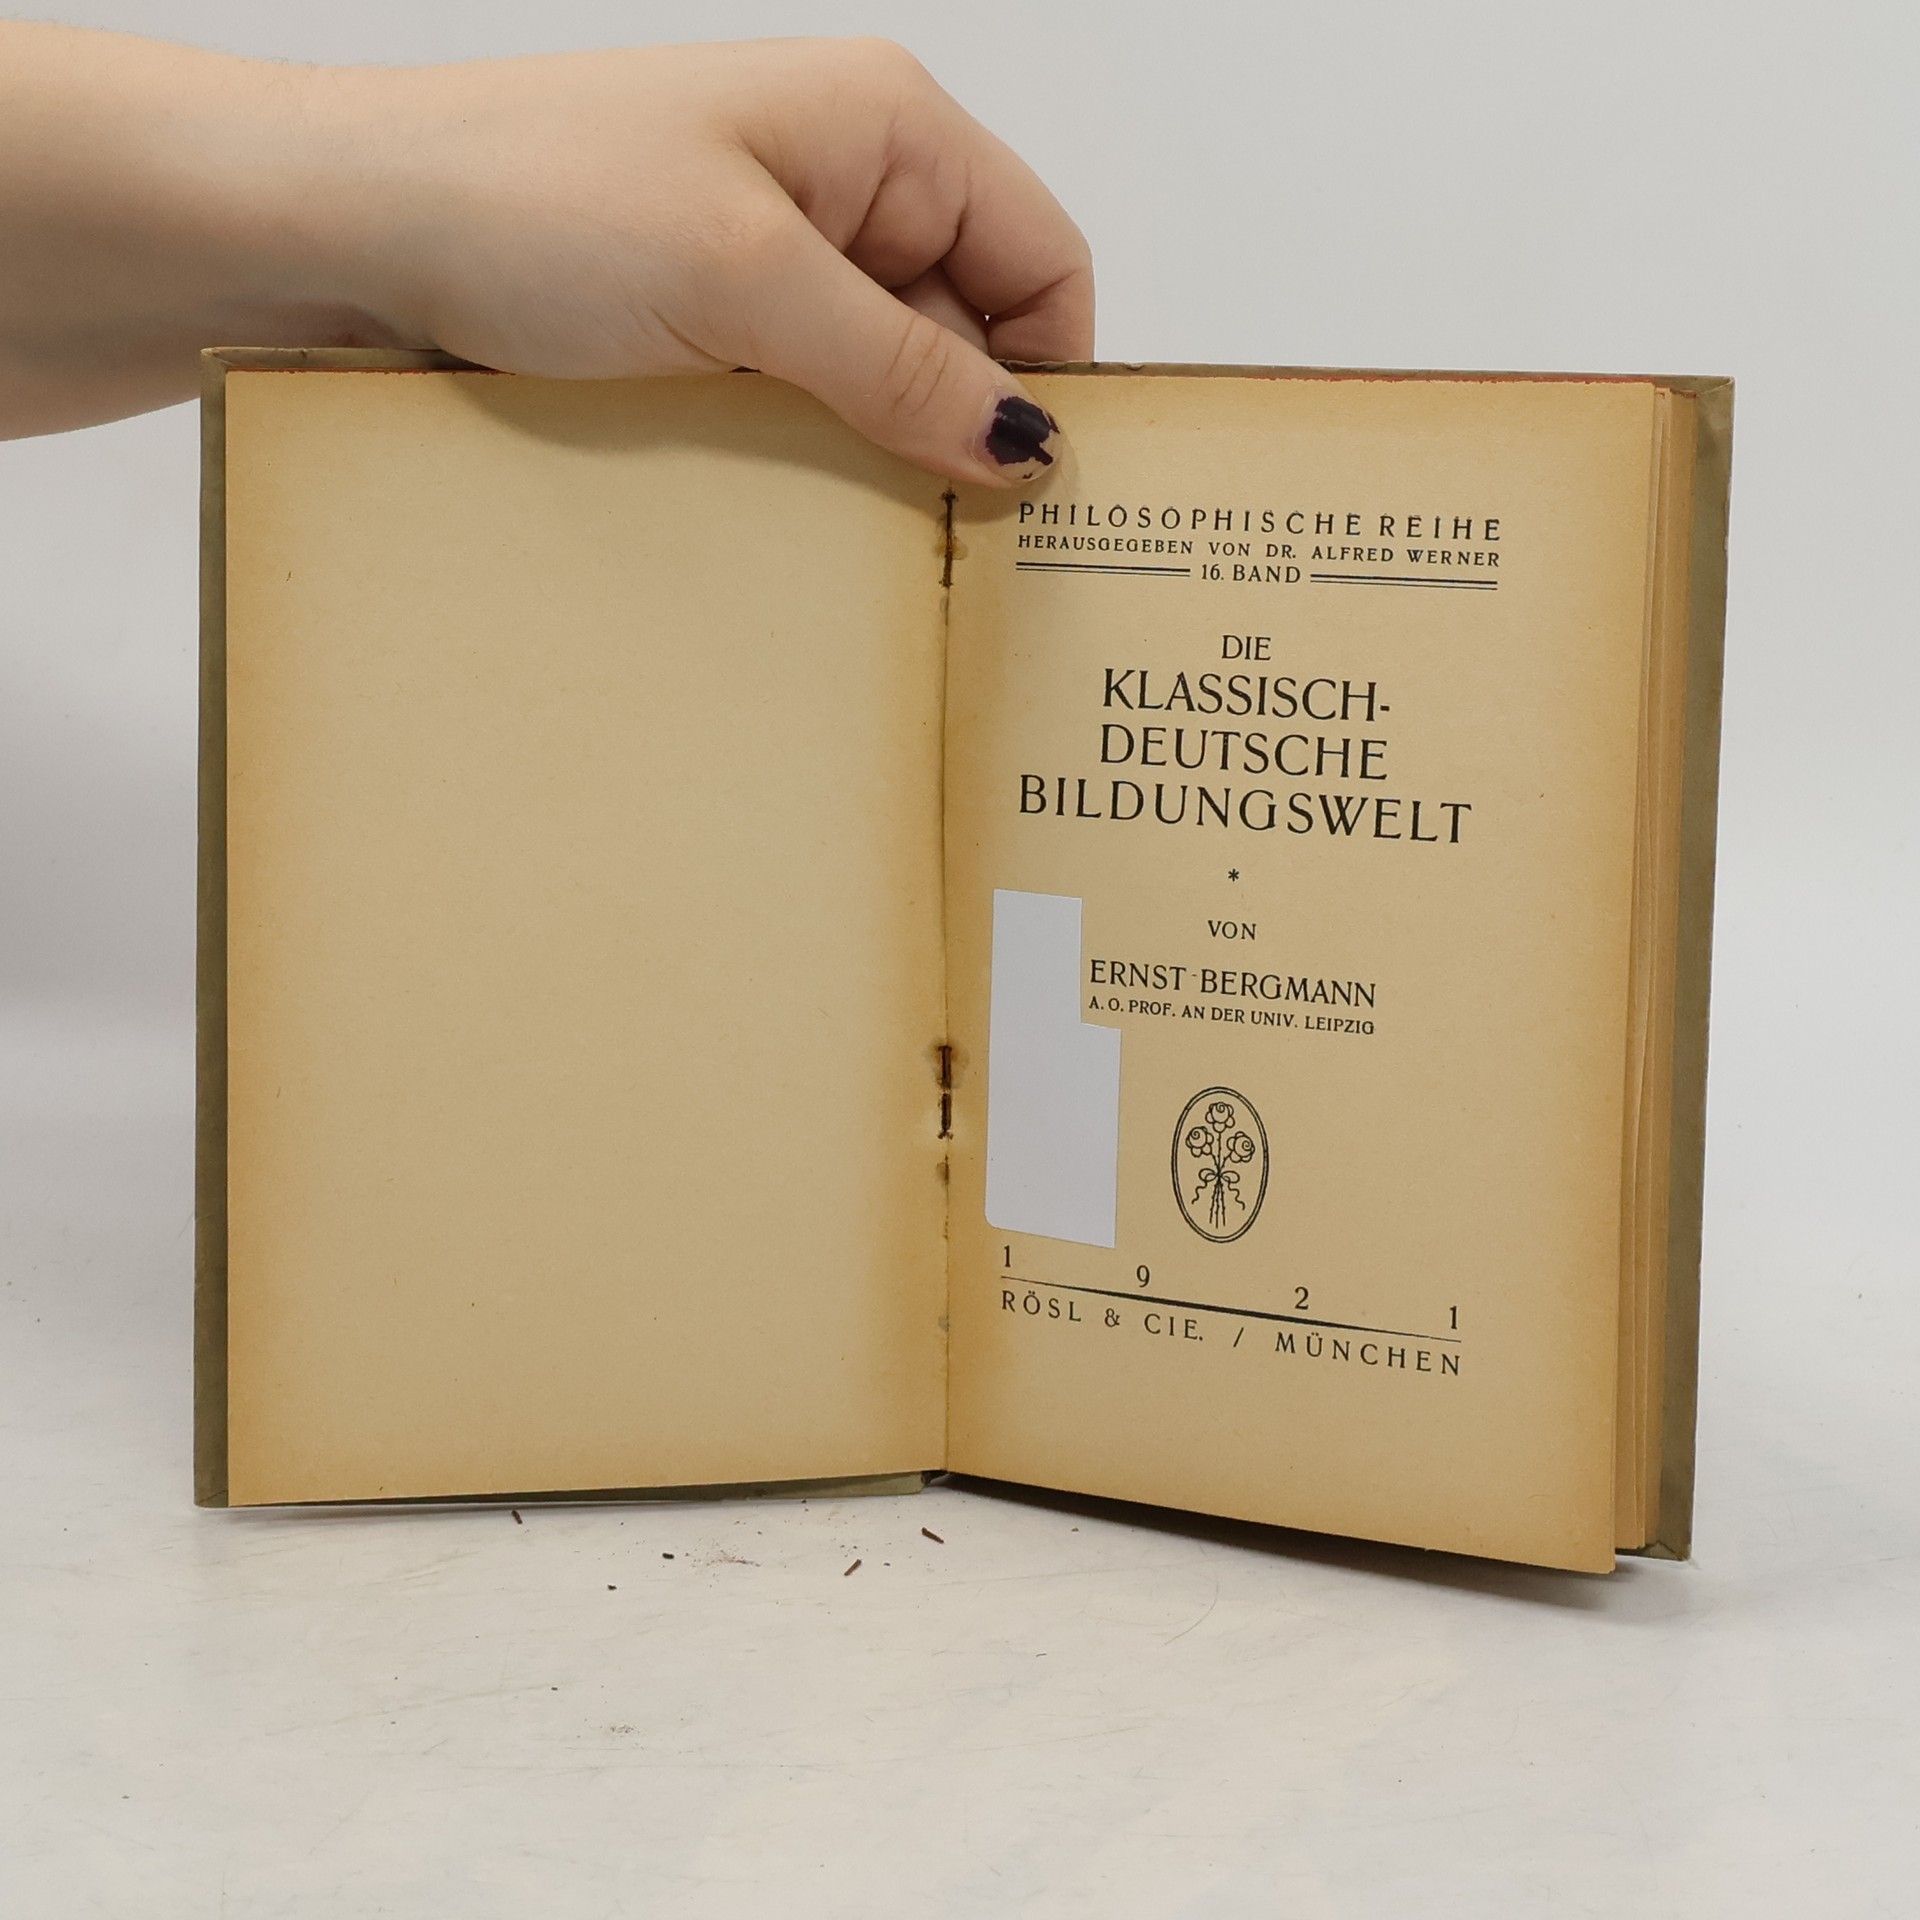 PHILOSOPHISCHE REIHE
HERAUSGEGEBEN VON DR. ALFRED WERNER
16. BAND
DIE
KLASSISCH-
DEUTSCHE
BILDUNGSWELT
*
VON
ERNST BERGMANN
A. O. PROF. AN DER UNIV. LEIPZIG
1 9 2 1
RÖSL & CIE. / MÜNCHEN